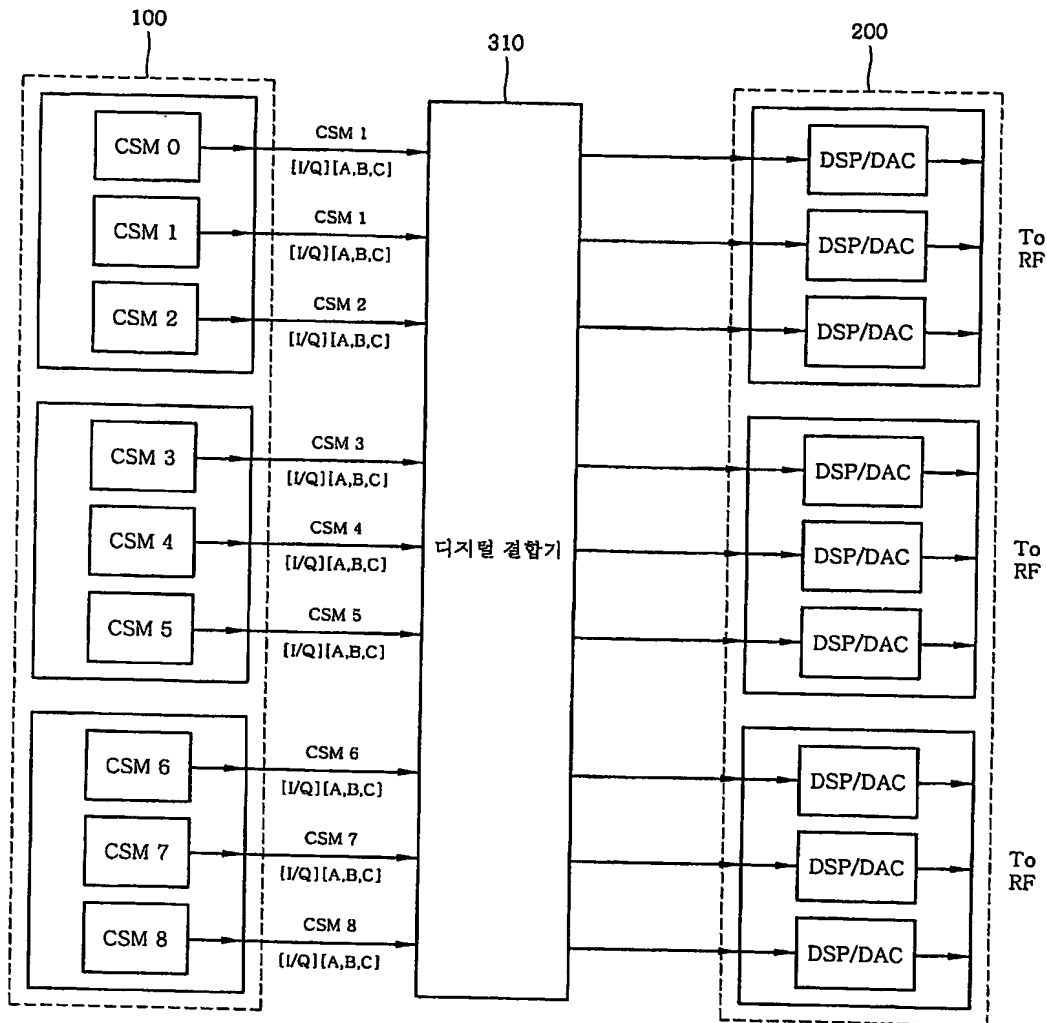 100
310
200
CSM 0
CSM 1
[I/Q][A,B,C]
DSP/DAC
CSM 1
CSM 1
[I/Q][A,B,C]
DSP/DAC
To
RF
CSM 2
CSM 2
[I/Q][A,B,C]
DSP/DAC
CSM 3
CSM 3
[I/Q][A,B,C]
DSP/DAC
CSM 4
CSM 4
[I/Q][A,B,C]
디지털 결합기
DSP/DAC
To
RF
CSM 5
CSM 5
[I/Q][A,B,C]
DSP/DAC
CSM 6
CSM 6
[I/Q][A,B,C]
DSP/DAC
CSM 7
CSM 7
[I/Q][A,B,C]
DSP/DAC
To
RF
CSM 8
CSM 8
[I/Q][A,B,C]
DSP/DAC